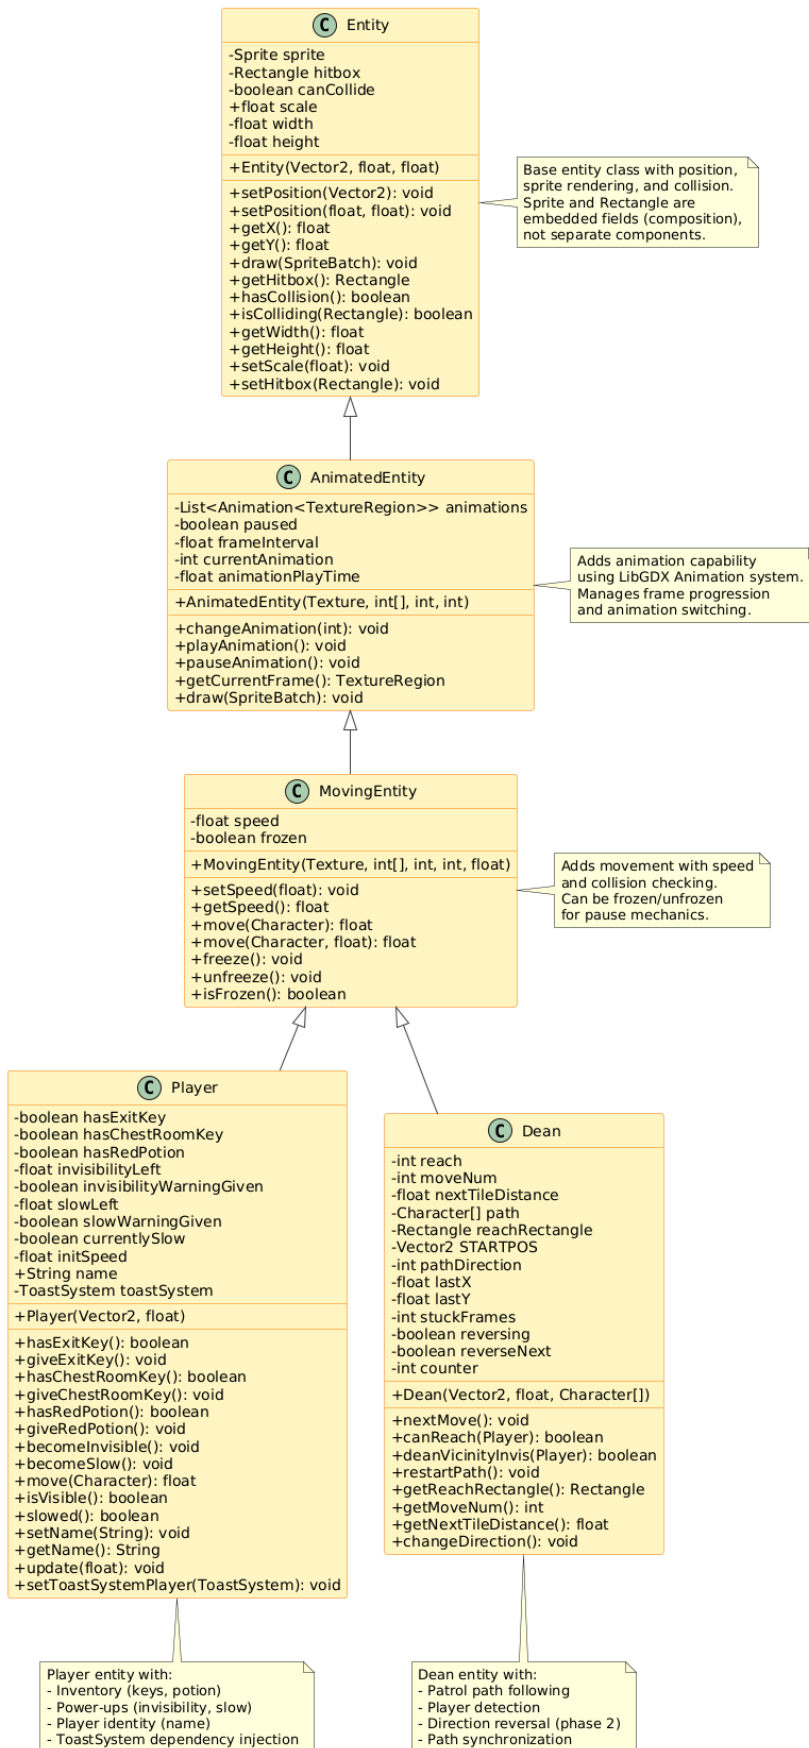 C Entity
-Sprite sprite
-Rectangle hitbox
-boolean canCollide
+float scale
-float width
-float height
+Entity(Vector2, float, float)
+setPosition(Vector2): void
+setPosition(float, float): void
+getX(): float
+getY(): float
+draw(SpriteBatch): void
+getHitbox(): Rectangle
+hasCollision(): boolean
+isColliding(Rectangle): boolean
+getWidth(): float
+getHeight(): float
+setScale(float): void
+setHitbox(Rectangle): void
Base entity class with position,
sprite rendering, and collision.
Sprite and Rectangle are
embedded fields (composition),
not separate components.
C AnimatedEntity
-List<Animation<TextureRegion>> animations
-boolean paused
-float frameInterval
-int currentAnimation
-float animationPlayTime
+AnimatedEntity(Texture, int[], int, int)
+changeAnimation(int): void
+playAnimation(): void
+pauseAnimation(): void
+getCurrentFrame(): TextureRegion
+draw(SpriteBatch): void
Adds animation capability
using LibGDX Animation system.
Manages frame progression
and animation switching.
C MovingEntity
-float speed
-boolean frozen
+MovingEntity(Texture, int[], int, int, float)
+setSpeed(float): void
+getSpeed(): float
+move(Character): float
+move(Character, float): float
+freeze(): void
+unfreeze(): void
+isFrozen(): boolean
Adds movement with speed
and collision checking.
Can be frozen/unfrozen
for pause mechanics.
C Player
-boolean hasExitKey
-boolean hasChestRoomKey
-boolean hasRedPotion
-float invisibilityLeft
-boolean invisibilityWarningGiven
-float slowLeft
-boolean slowWarningGiven
-boolean currentlySlow
-float initSpeed
+String name
-ToastSystem toastSystem
+Player(Vector2, float)
+hasExitKey(): boolean
+giveExitKey(): void
+hasChestRoomKey(): boolean
+giveChestRoomKey(): void
+hasRedPotion(): boolean
+giveRedPotion(): void
+becomeInvisible(): void
+becomeSlow(): void
+move(Character): float
+isVisible(): boolean
+slowed(): boolean
+setName(String): void
+getName(): String
+update(float): void
+setToastSystemPlayer(ToastSystem): void
C Dean
-int reach
-int moveNum
-float nextTileDistance
-Character[] path
-Rectangle reachRectangle
-Vector2 STARTPOS
-int pathDirection
-float lastX
-float lastY
-int stuckFrames
-boolean reversing
-boolean reverseNext
-int counter
+Dean(Vector2, float, Character[])
+nextMove(): void
+canReach(Player): boolean
+deanVicinityInvis(Player): boolean
+restartPath(): void
+getReachRectangle(): Rectangle
+getMoveNum(): int
+getNextTileDistance(): float
+changeDirection(): void
Player entity with:
- Inventory (keys, potion)
- Power-ups (invisibility, slow)
- Player identity (name)
- ToastSystem dependency injection
Dean entity with:
- Patrol path following
- Player detection
- Direction reversal (phase 2)
- Path synchronization